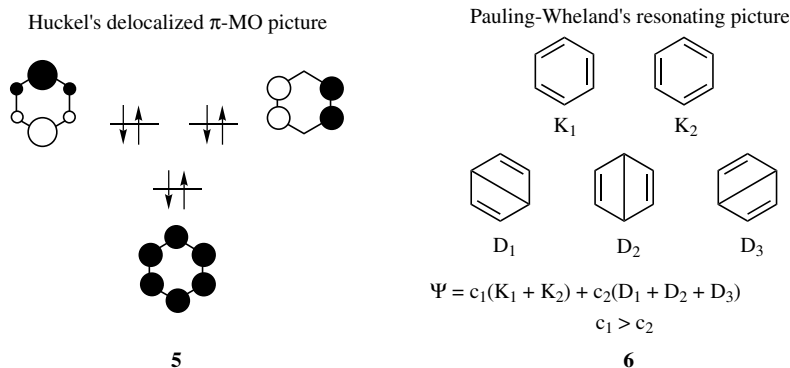 Huckel's delocalized π-MO picture
Pauling-Wheland's resonating picture
K₁ K₂
D₁ D₂ D₃
Ψ = c₁(K₁ + K₂) + c₂(D₁ + D₂ + D₃)
c₁ > c₂
5
6